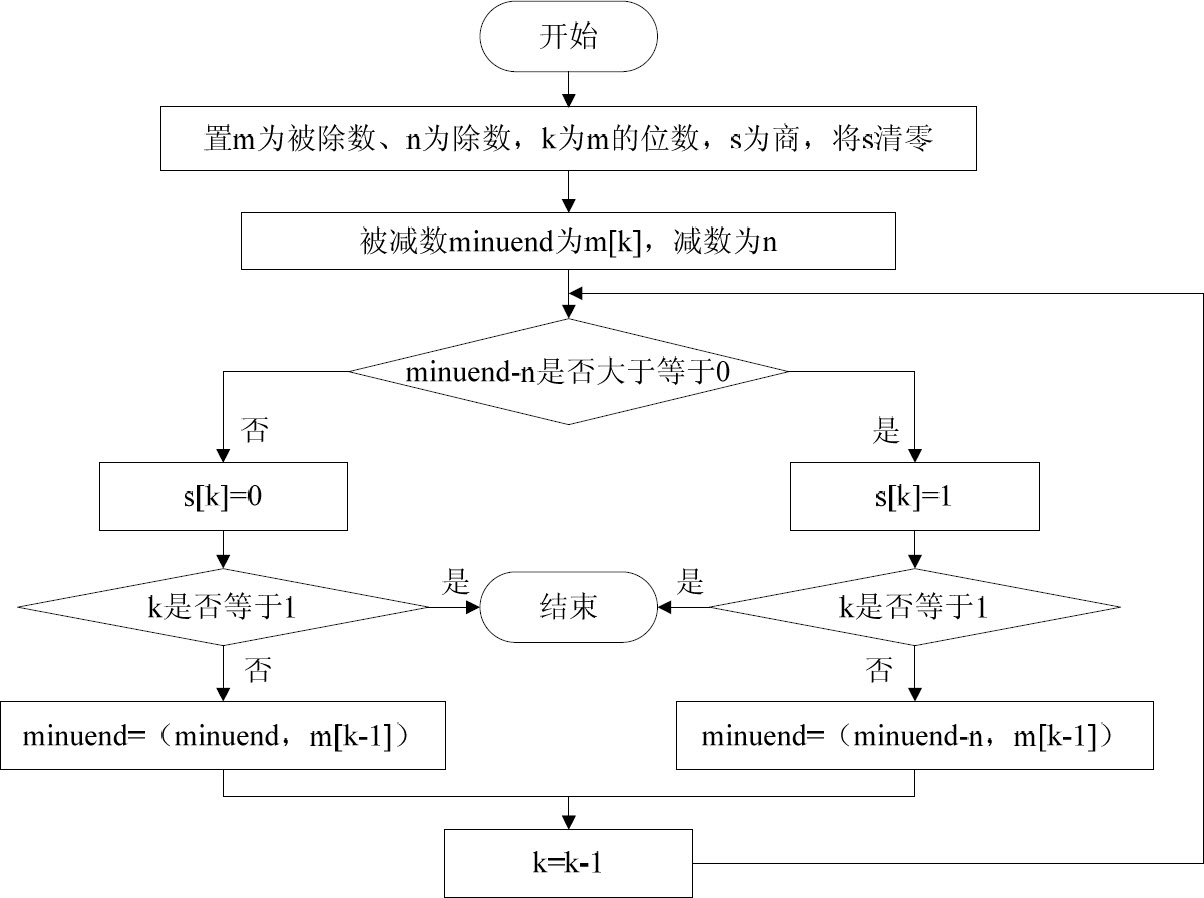 开始
置m为被除数、n为除数，k为m的位数，s为商，将s清零
被减数minuend为m[k]，减数为n
minuend-n是否大于等于0
否
是
s[k]=0
s[k]=1
是
是
k是否等于1
结束
k是否等于1
否
否
minuend=（minuend，m[k-1]）
minuend=（minuend-n，m[k-1]）
k=k-1